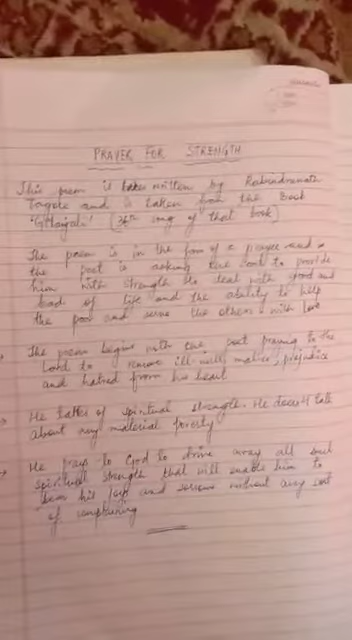 PRAYER FOR STRENGTH
This poem is taken written by Rabindranath
Tagore and is taken from the book
'Gitanjali' (36th song of that book)
The poem is in the form of a prayer and
the poet is asking the Lord to provide
him with strength to deal with good and
bad of life and the ability to help
the poor and serve the others with love
The poem begins with the poet praying to the
Lord to remove ill-will, malice, prejudice
and hatred from his heart
He talks of spiritual strength. He doesn't talk
about any material poverty
He prays to God to drive away all
spiritual strength that will enable him to
bear his joys and sorrows without any sort
of complaining